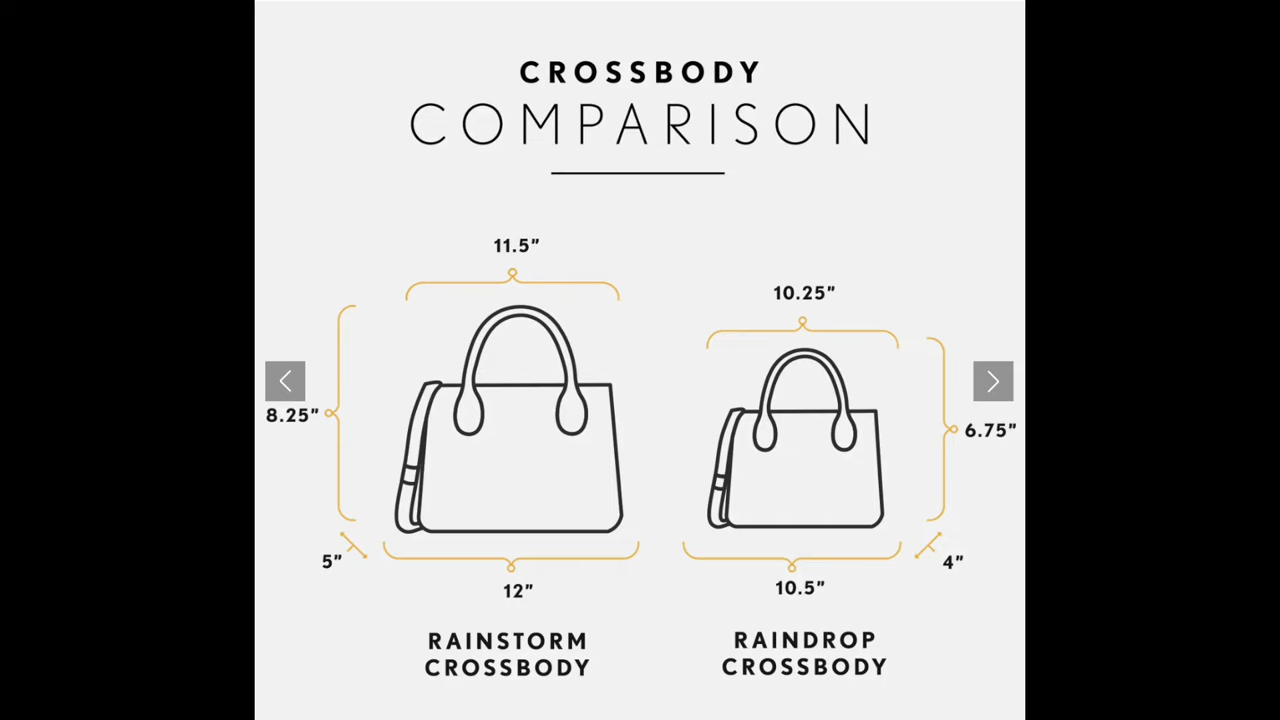 CROSSBODY
COMPARISON
11.5”
8.25”
5”
12”
RAINSTORM
CROSSBODY
10.25”
6.75”
4”
10.5”
RAINDROP
CROSSBODY